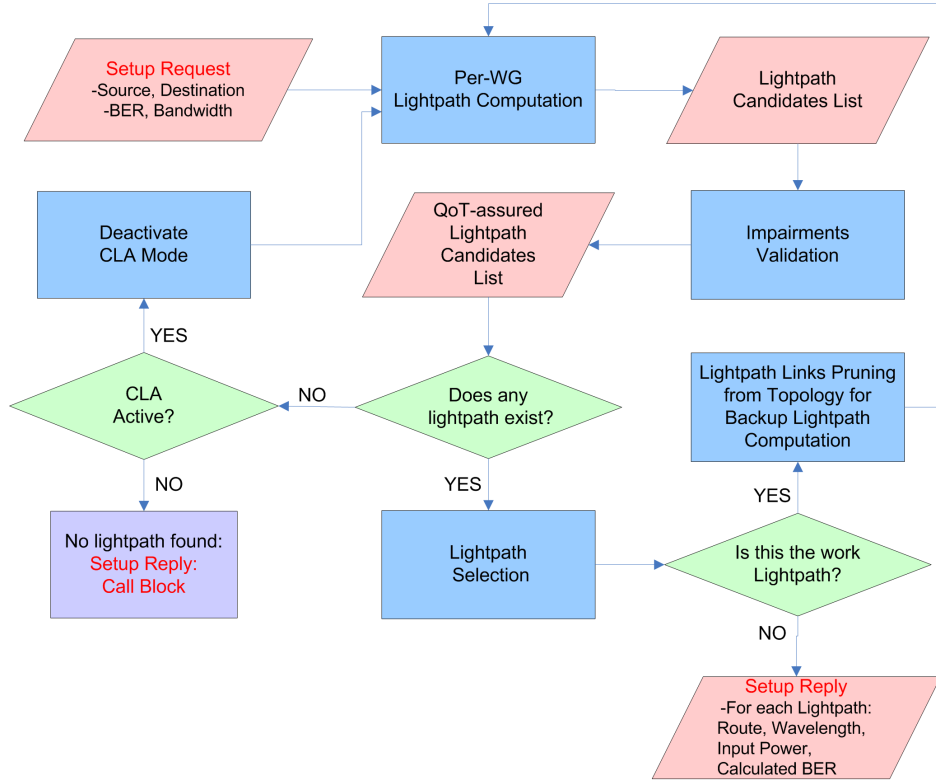 Setup Request
-Source, Destination
-BER, Bandwidth
Per-WG
Lightpath Computation
Lightpath
Candidates List
Deactivate
CLA Mode
QoT-assured
Lightpath
Candidates
List
Impairments
Validation
YES
CLA
Active?
NO
Does any
lightpath exist?
Lightpath Links Pruning
from Topology for
Backup Lightpath
Computation
NO
YES
YES
No lightpath found:
Setup Reply:
Call Block
Lightpath
Selection
Is this the work
Lightpath?
NO
Setup Reply
-For each Lightpath:
Route, Wavelength,
Input Power,
Calculated BER